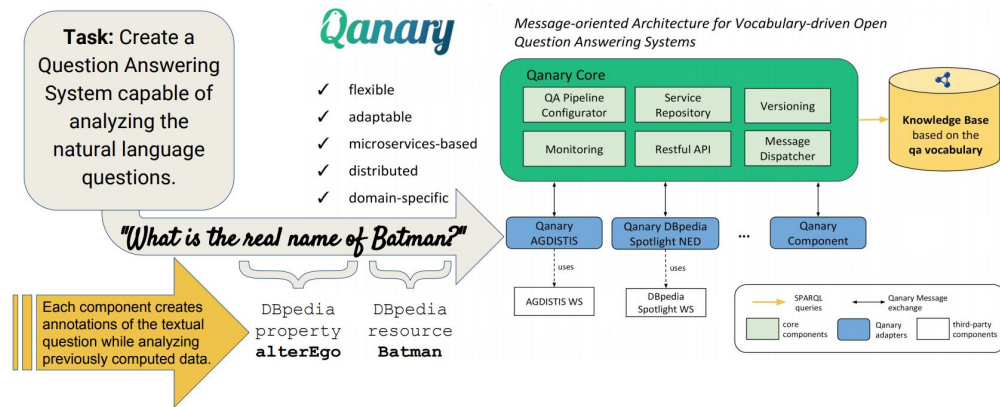 Task: Create a
Question Answering
System capable of
analyzing the
natural language
questions.
Qanary
✓ flexible
✓ adaptable
✓ microservices-based
✓ distributed
✓ domain-specific
"What is the real name of Batman?"
Each component creates
annotations of the textual
question while analyzing
previously computed data.
DBpedia
property
alterEgo
DBpedia
resource
Batman
Message-oriented Architecture for Vocabulary-driven Open
Question Answering Systems
Qanary Core
QA Pipeline
Configurator
Service
Repository
Versioning
Monitoring
Restful API
Message
Dispatcher
Knowledge Base
based on the
qa vocabulary
Qanary
AGDISTIS
Qanary DBpedia
Spotlight NED
...
Qanary
Component
uses
uses
AGDISTIS WS
DBpedia
Spotlight WS
SPARQL
queries
Qanary Message
exchange
core
components
Qanary
adapters
third-party
components